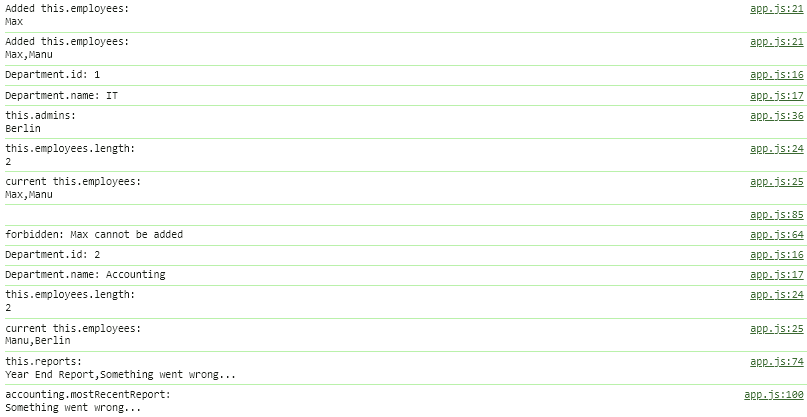 Added this.employees: app.js:21
Max
Added this.employees: app.js:21
Max,Manu
Department.id: 1 app.js:16
Department.name: IT app.js:17
this.admins: app.js:36
Berlin
this.employees.length: app.js:24
2
current this.employees: app.js:25
Max,Manu
app.js:85
forbidden: Max cannot be added app.js:64
Department.id: 2 app.js:16
Department.name: Accounting app.js:17
this.employees.length: app.js:24
2
current this.employees: app.js:25
Manu,Berlin
this.reports: app.js:74
Year End Report,Something went wrong...
accounting.mostRecentReport: app.js:100
Something went wrong...